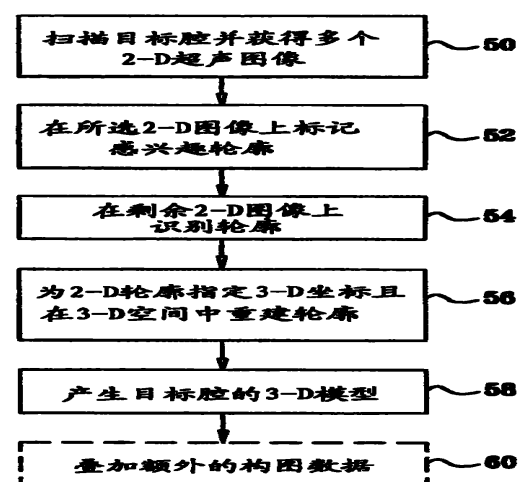 扫描目标腔并获得多个
2-D超声图像
50
在所选2-D图像上标记
感兴趣轮廓
52
在剩余2-D图像上
识别轮廓
54
为2-D轮廓指定3-D坐标且
在3-D空间中重建轮廓
56
产生目标腔的3-D模型
58
叠加额外的构图数据
60